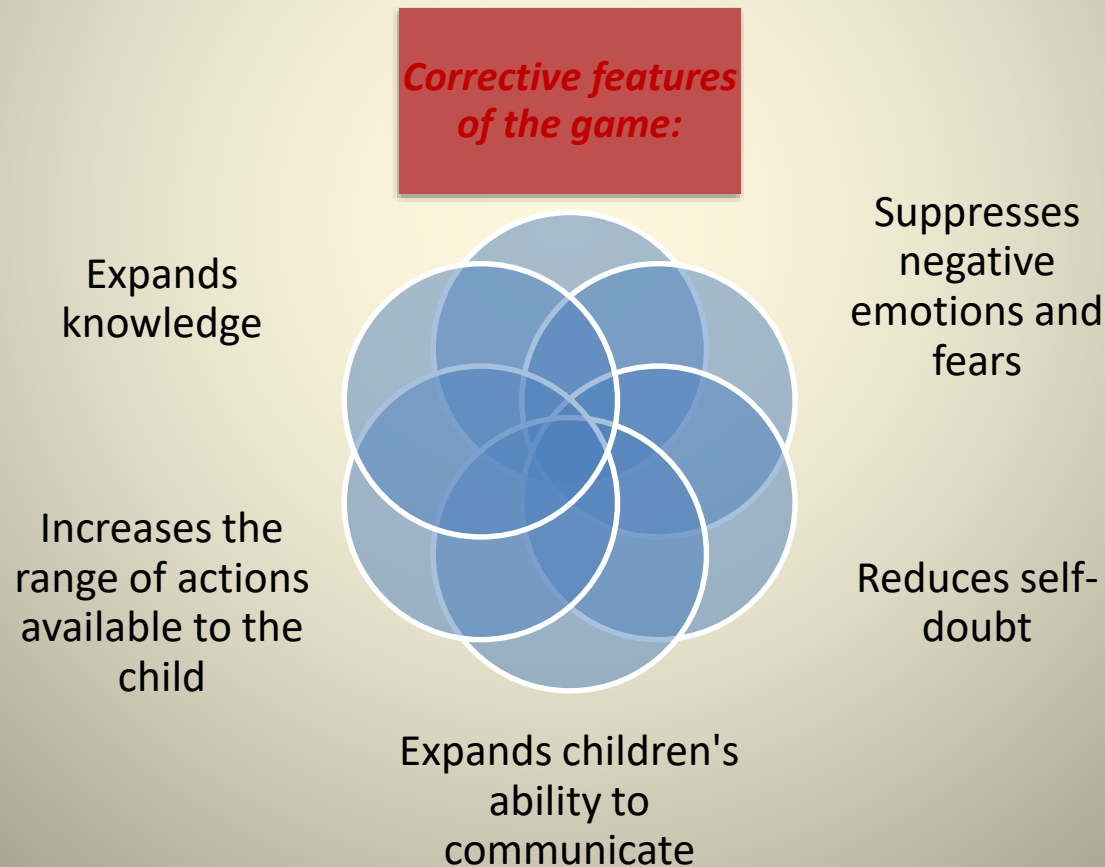 Corrective features
of the game:
Suppresses
negative
emotions and
fears
Reduces self-
doubt
Expands children's
ability to
communicate
Increases the
range of actions
available to the
child
Expands
knowledge